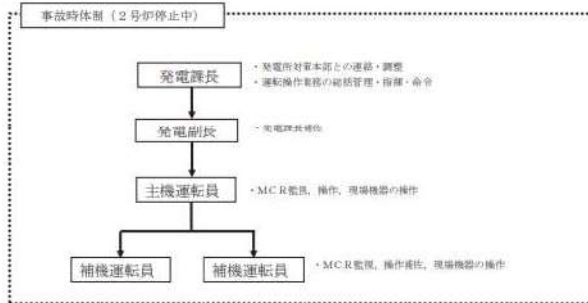 事故時体制（２号炉停止中）
発電課長
・発電所対策本部との連絡・調整
・運転操作業務の総括管理・指揮・命令
発電副長
・発電課長補佐
主機運転員
・ＭＣＲ監視，操作，現場機器の操作
補機運転員
補機運転員
・ＭＣＲ監視，操作補佐，現場機器の操作